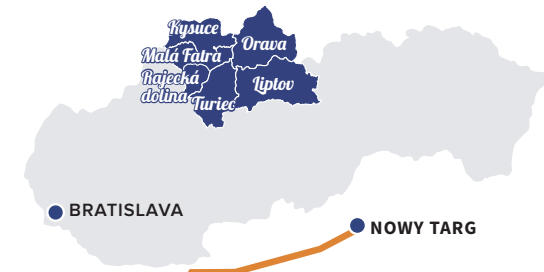 Kysuce
Orava
Malá Fatra
Rajecká
dolina
Liptov
Turiec
BRATISLAVA
NOWY TARG